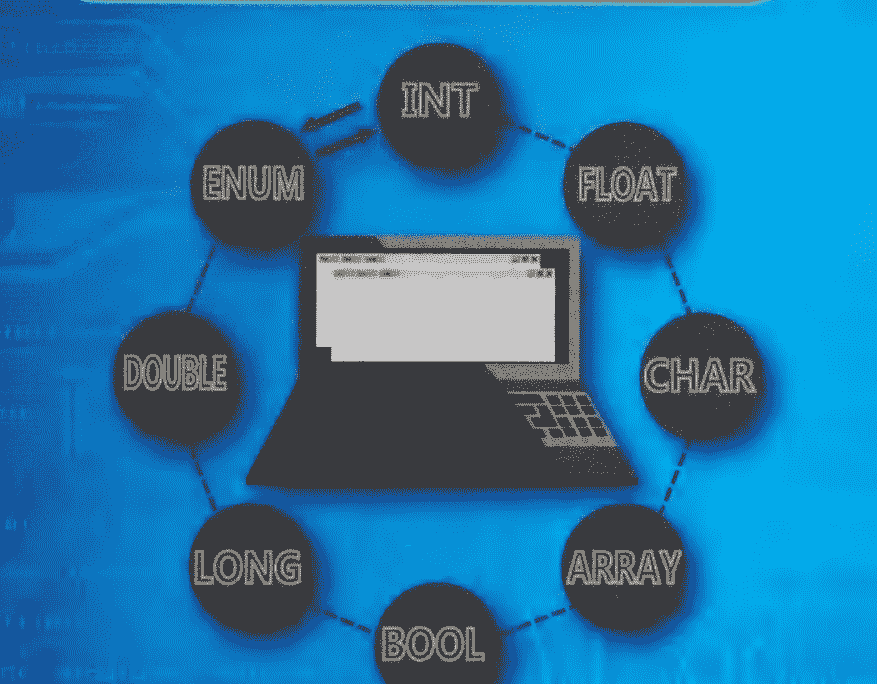 INT
FLOAT
CHAR
ARRAY
BOOL
LONG
DOUBLE
ENUM